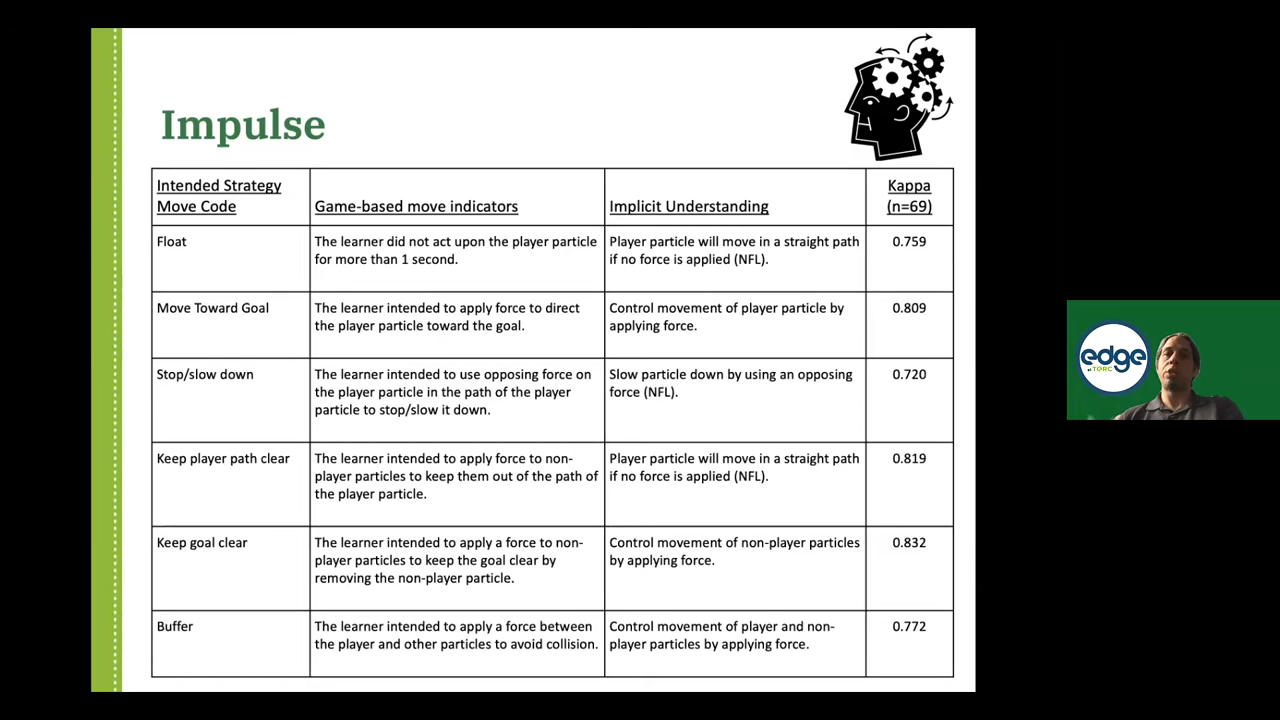 Impulse
Intended Strategy
Move Code
Game-based move indicators
Implicit Understanding
Kappa
(n=69)
Float
The learner did not act upon the player particle
for more than 1 second.
Player particle will move in a straight path
if no force is applied (NFL).
0.759
Move Toward Goal
The learner intended to apply force to direct
the player particle toward the goal.
Control movement of player particle by
applying force.
0.809
Stop/slow down
The learner intended to use opposing force on
the player particle in the path of the player
particle to stop/slow it down.
Slow particle down by using an opposing
force (NFL).
0.720
Keep player path clear
The learner intended to apply force to non-
player particles to keep them out of the path of
the player particle.
Player particle will move in a straight path
if no force is applied (NFL).
0.819
Keep goal clear
The learner intended to apply a force to non-
player particles to keep the goal clear by
removing the non-player particle.
Control movement of non-player particles
by applying force.
0.832
Buffer
The learner intended to apply a force between
the player and other particles to avoid collision.
Control movement of player and non-
player particles by applying force.
0.772
edge
at TERC